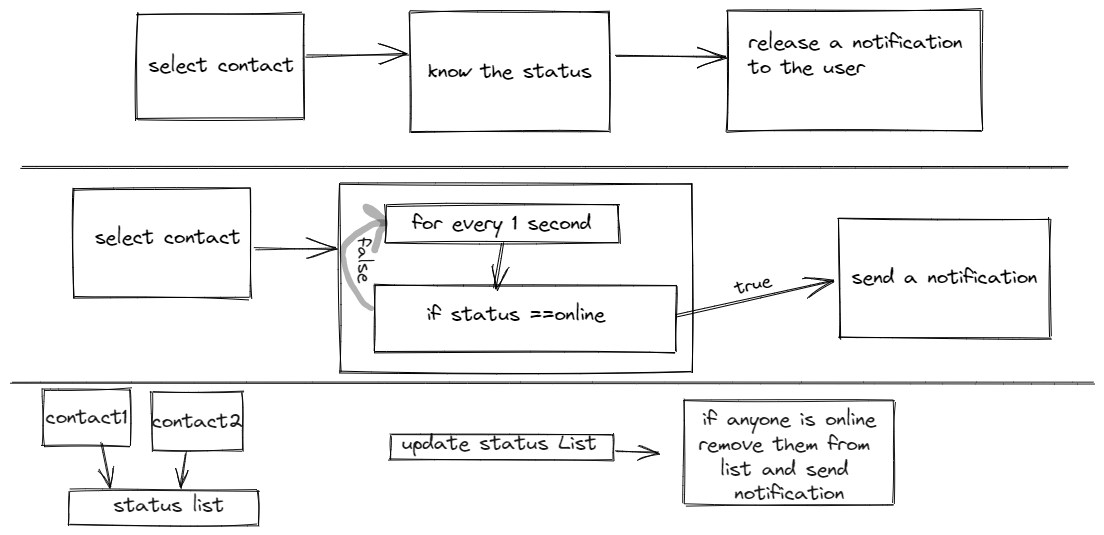 select contact
know the status
release a notification
to the user
select contact
for every 1 second
false
if status ==online
true
send a notification
contact1
contact2
status list
update status List
if anyone is online
remove them from
list and send
notification